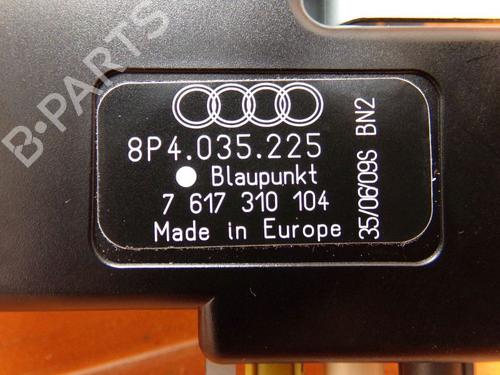 8P4.035.225
Blaupunkt
7 617 310 104
Made in Europe
35/06/09S BN2
B-PARTS